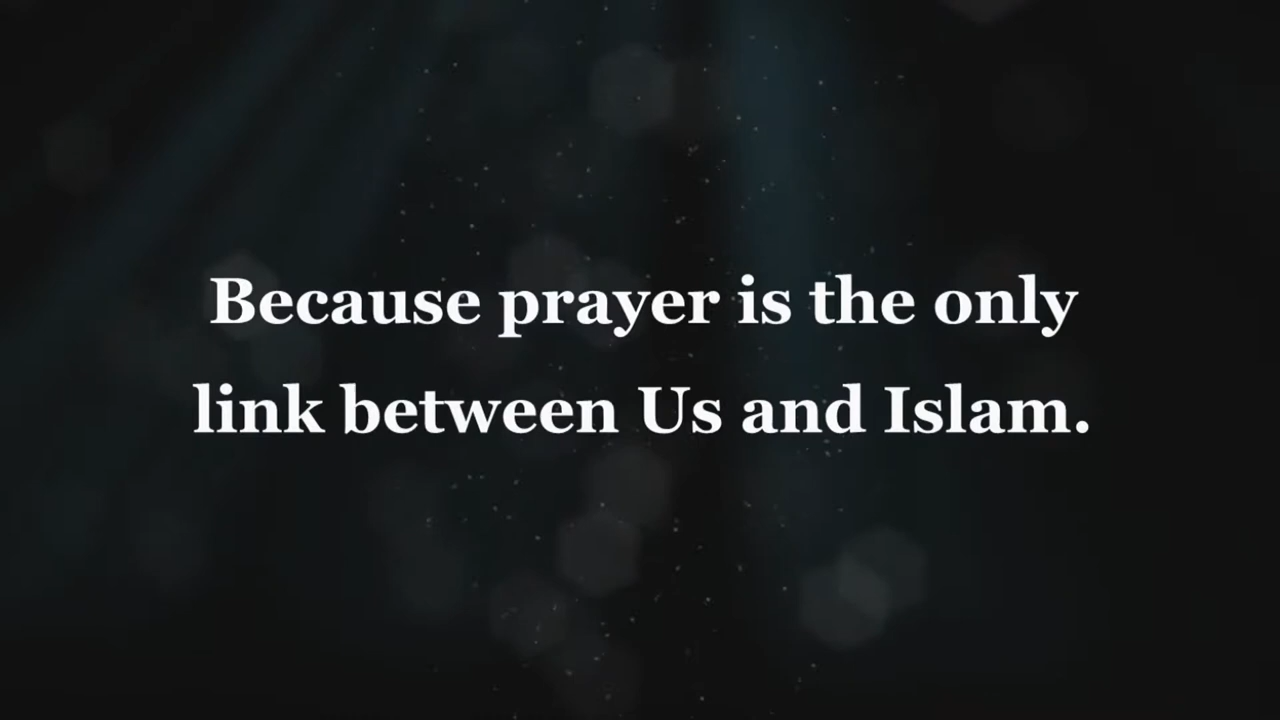 Because prayer is the only
link between Us and Islam.